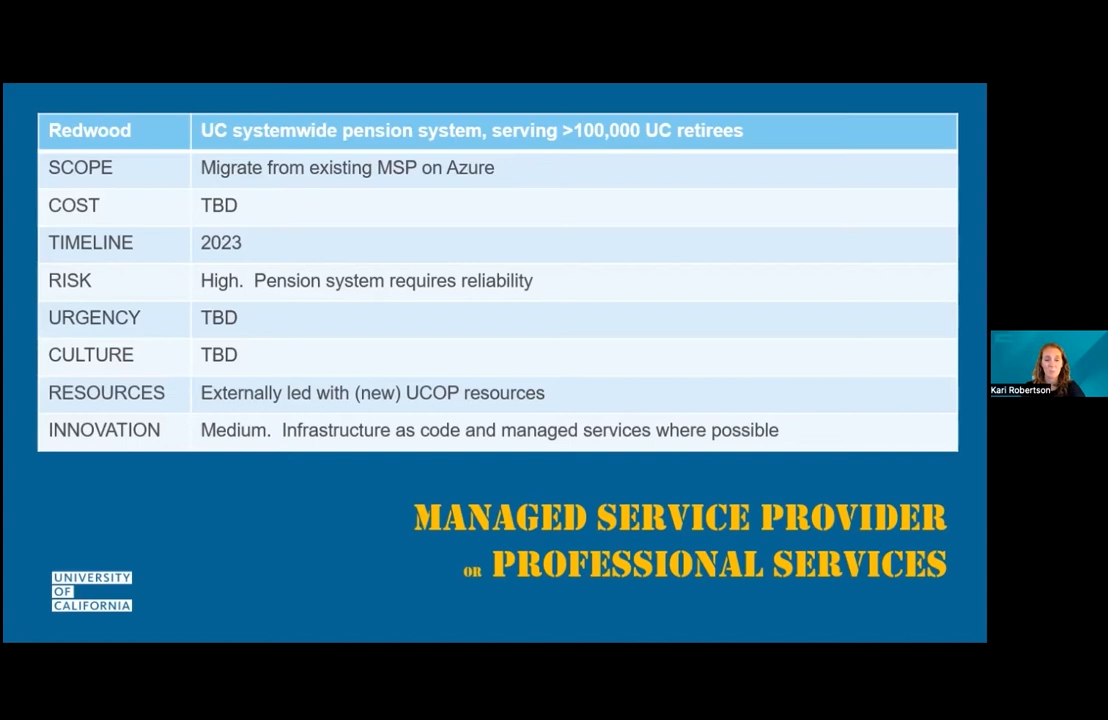 Redwood UC systemwide pension system, serving >100,000 UC retirees
SCOPE Migrate from existing MSP on Azure
COST TBD
TIMELINE 2023
RISK High. Pension system requires reliability
URGENCY TBD
CULTURE TBD
RESOURCES Externally led with (new) UCOP resources
INNOVATION Medium. Infrastructure as code and managed services where possible
MANAGED SERVICE PROVIDER
OR PROFESSIONAL SERVICES
UNIVERSITY
OF
CALIFORNIA
Kari Robertson